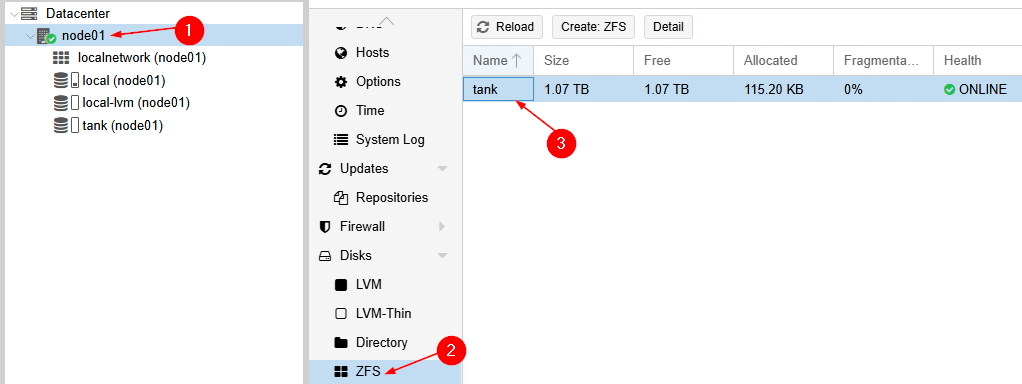 Datacenter
node01
localnetwork (node01)
local (node01)
local-lvm (node01)
tank (node01)
1
Hosts
Options
Time
System Log
Updates
Repositories
Firewall
Disks
LVM
LVM-Thin
Directory
ZFS
2
Reload Create: ZFS Detail
Name Size Free Allocated Fragmenta... Health
tank 1.07 TB 1.07 TB 115.20 KB 0% ONLINE
3